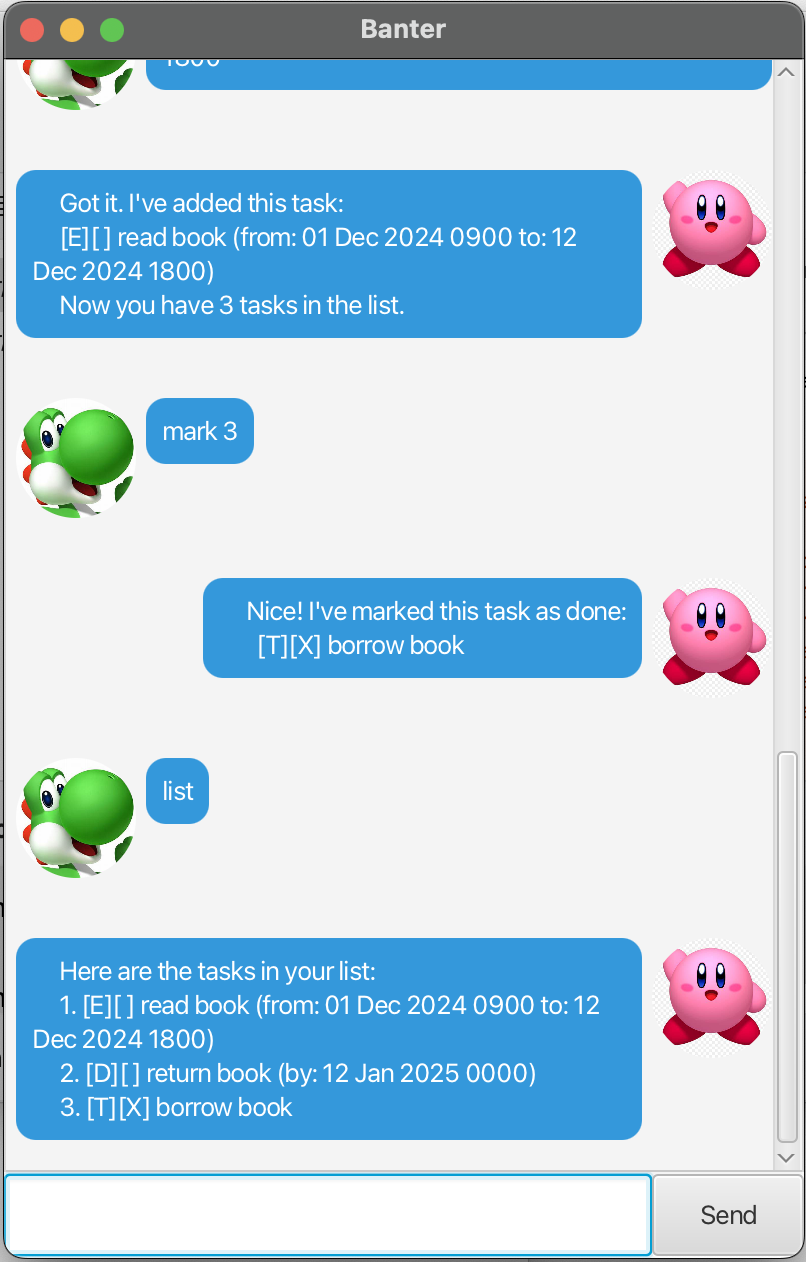 Banter
1800
Got it. I've added this task:
[E][ ] read book (from: 01 Dec 2024 0900 to: 12
Dec 2024 1800)
Now you have 3 tasks in the list.
mark 3
Nice! I've marked this task as done:
[T][X] borrow book
list
Here are the tasks in your list:
1. [E][ ] read book (from: 01 Dec 2024 0900 to: 12
Dec 2024 1800)
2. [D][ ] return book (by: 12 Jan 2025 0000)
3. [T][X] borrow book
Send